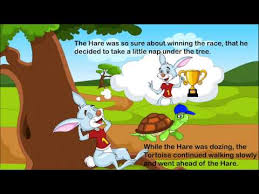 The Hare was so sure about winning the race, that he
decided to take a little nap under the tree.
While the Hare was dozing, the
Tortoise continued walking slowly
and went ahead of the Hare.